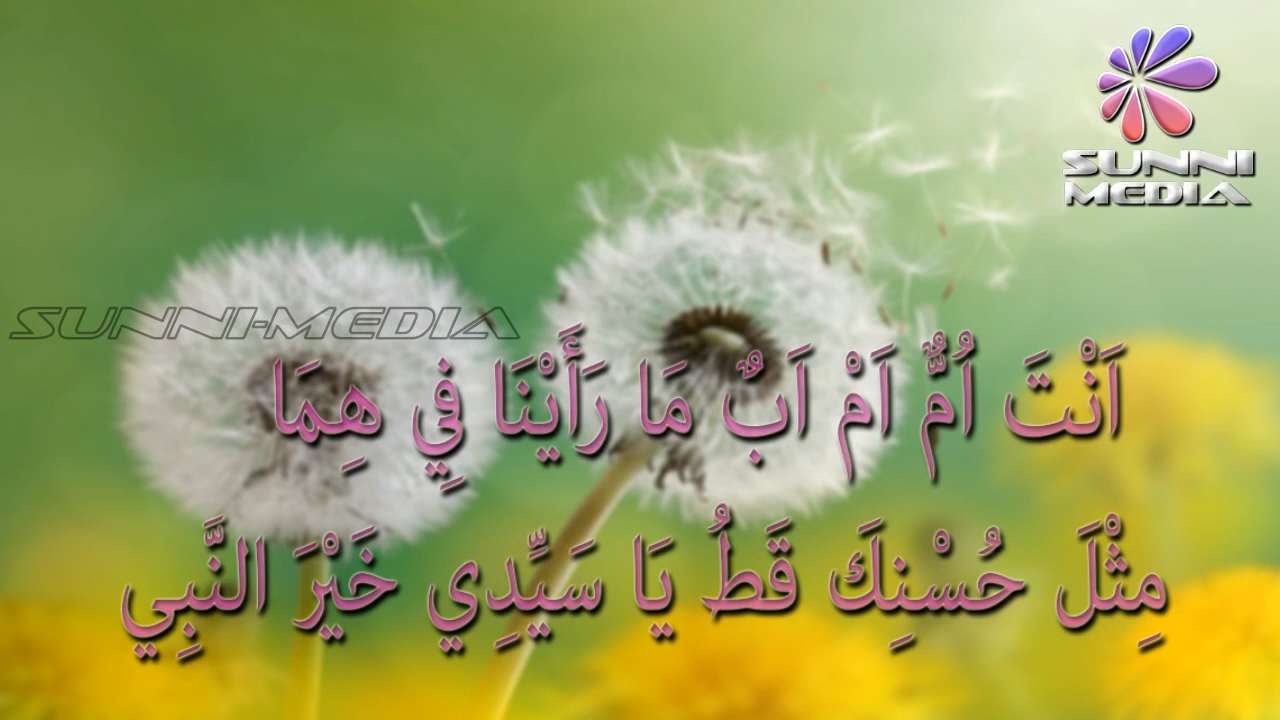 SUNNI
MEDIA
SUNNI-MEDIA
اَنْتَ اُمٌّ اَمْ اَبٌ مَا رَأَيْنَا فِي هِمَا
مِثْلَ حُسْنِكَ قَطُ يَا سَيِّدِي خَيْرَ النَّبِي